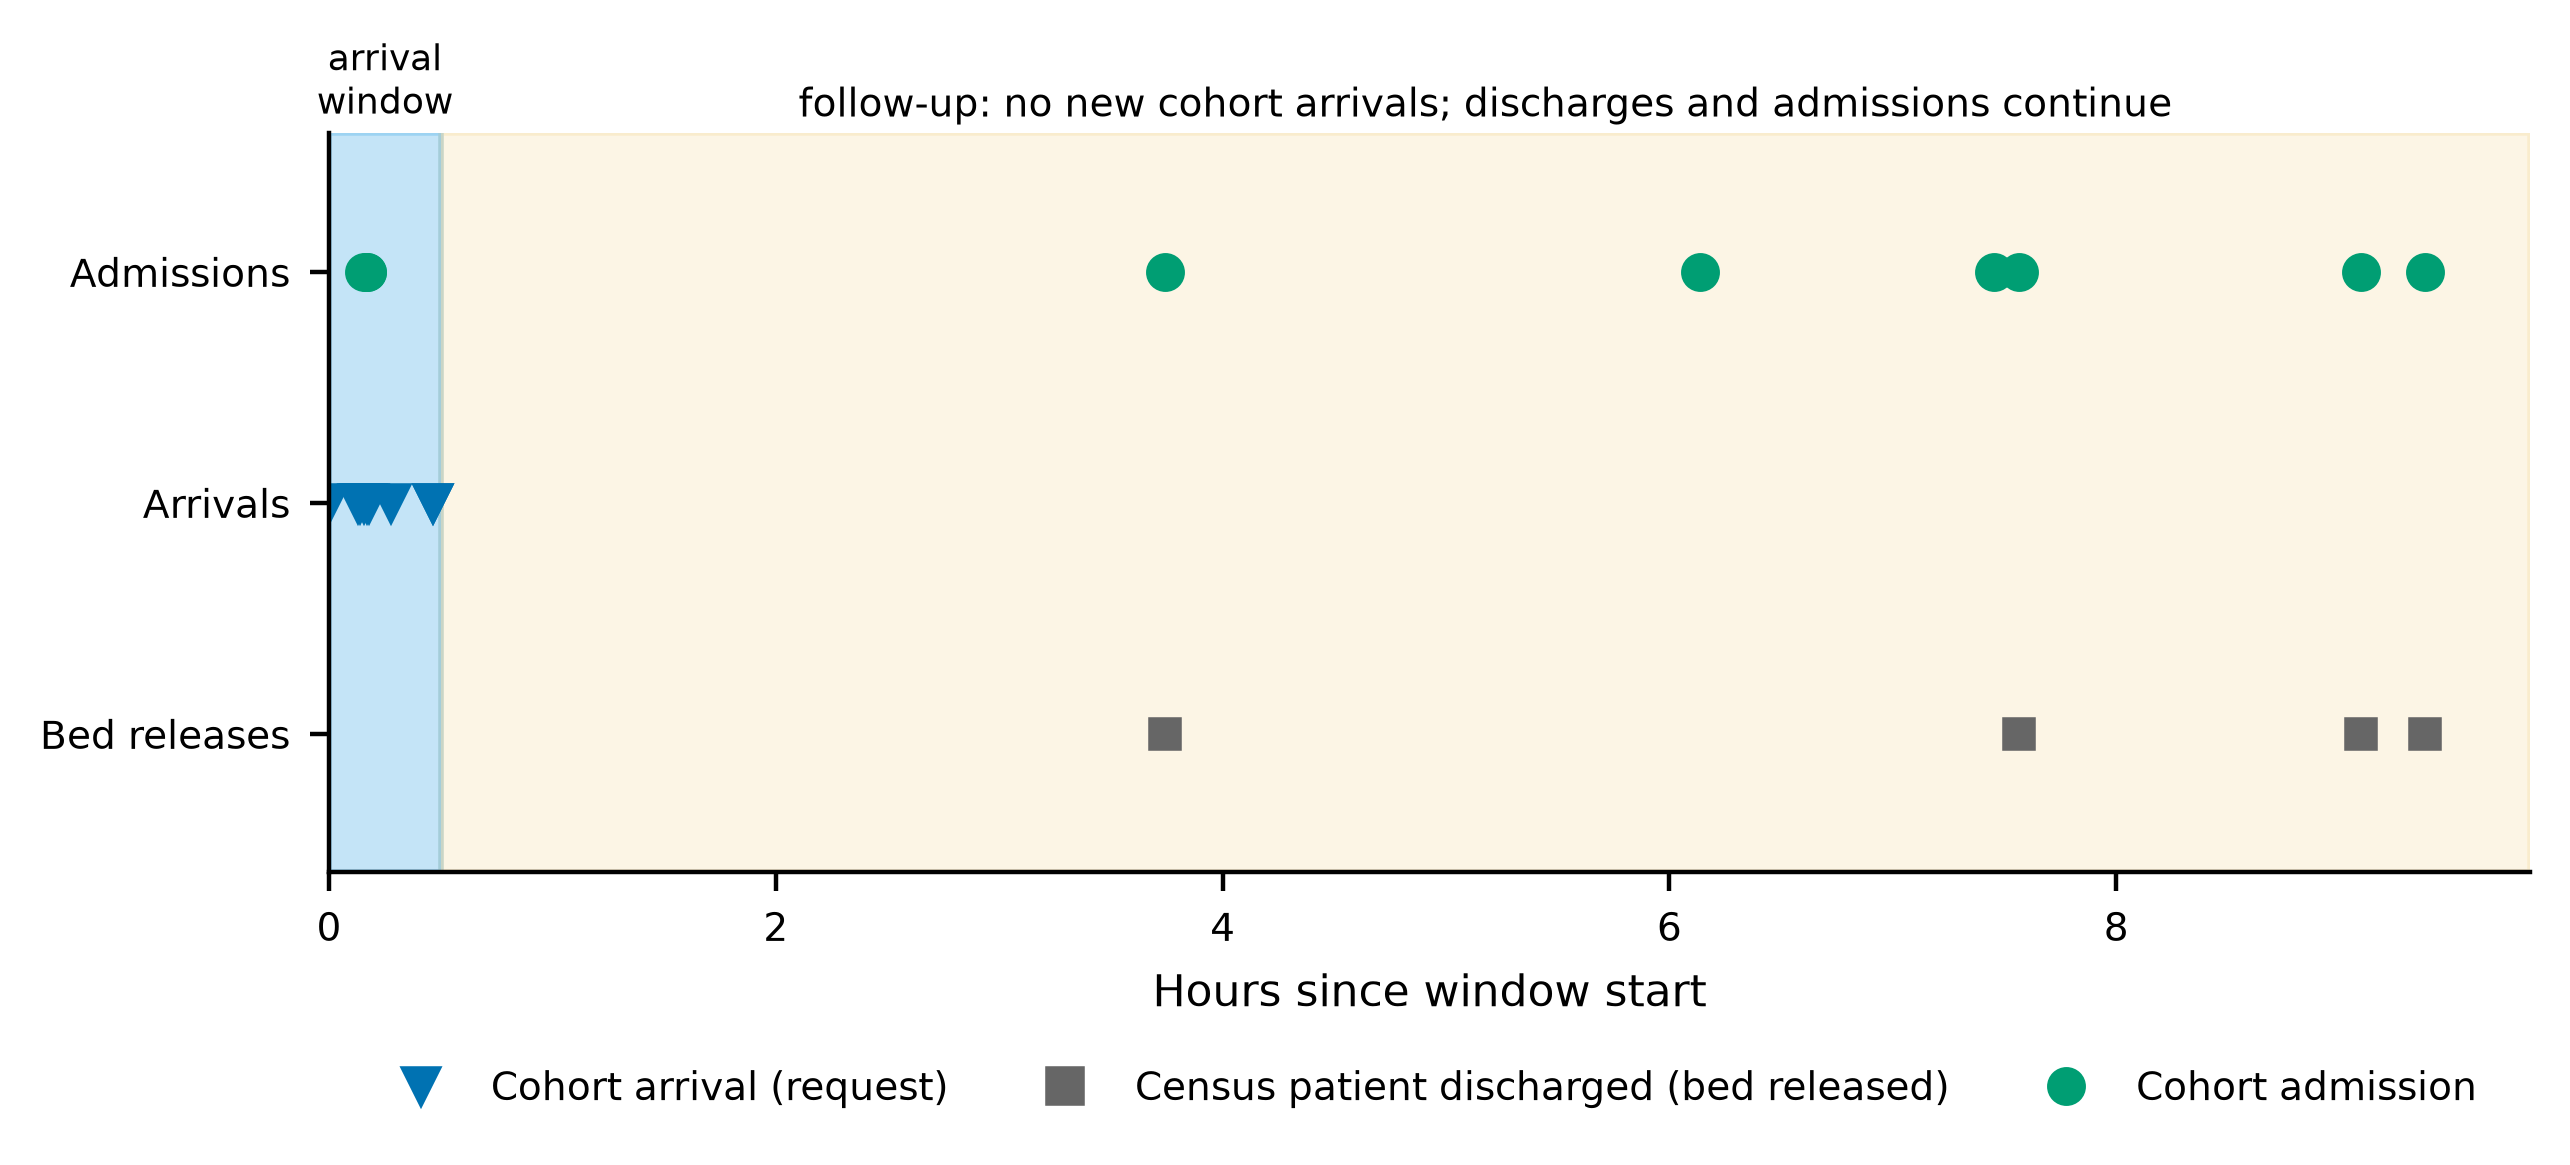 arrival
window
follow-up: no new cohort arrivals; discharges and admissions continue
Admissions
Arrivals
Bed releases
0 2 4 6 8
Hours since window start
Cohort arrival (request) Census patient discharged (bed released) Cohort admission